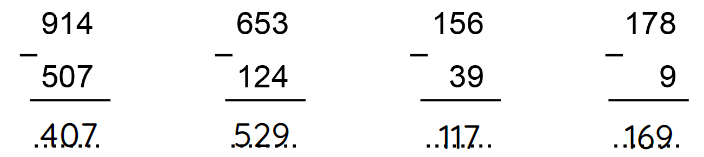 914 653 156 178
− − − −
507 124 39 9
..407.. ..529.. ..117.. ..169..